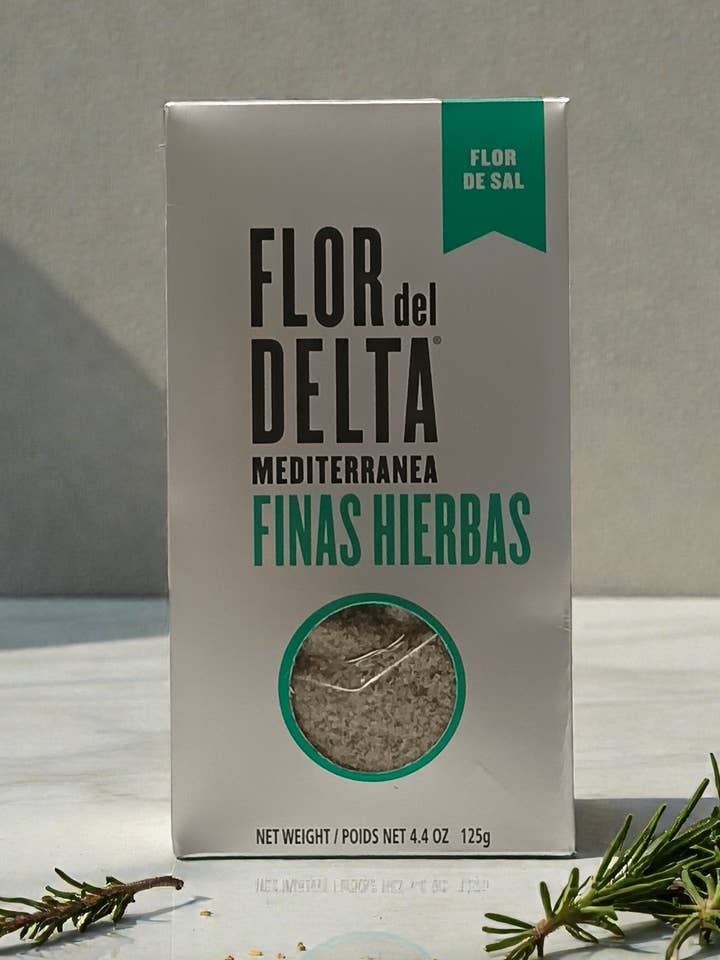 FLOR
DE SAL
FLOR del
DELTA®
MEDITERRANEA
FINAS HIERBAS
NET WEIGHT / POIDS NET 4.4 OZ 125g